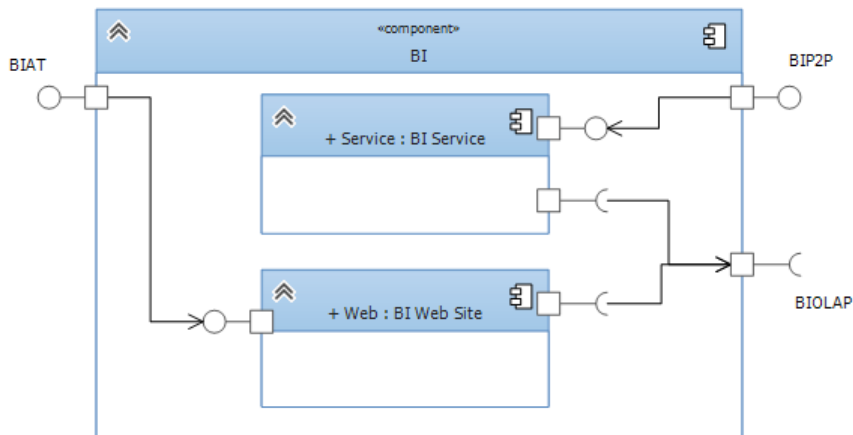 «component»
BI
BIAT
BIP2P
+ Service : BI Service
+ Web : BI Web Site
BIOLAP